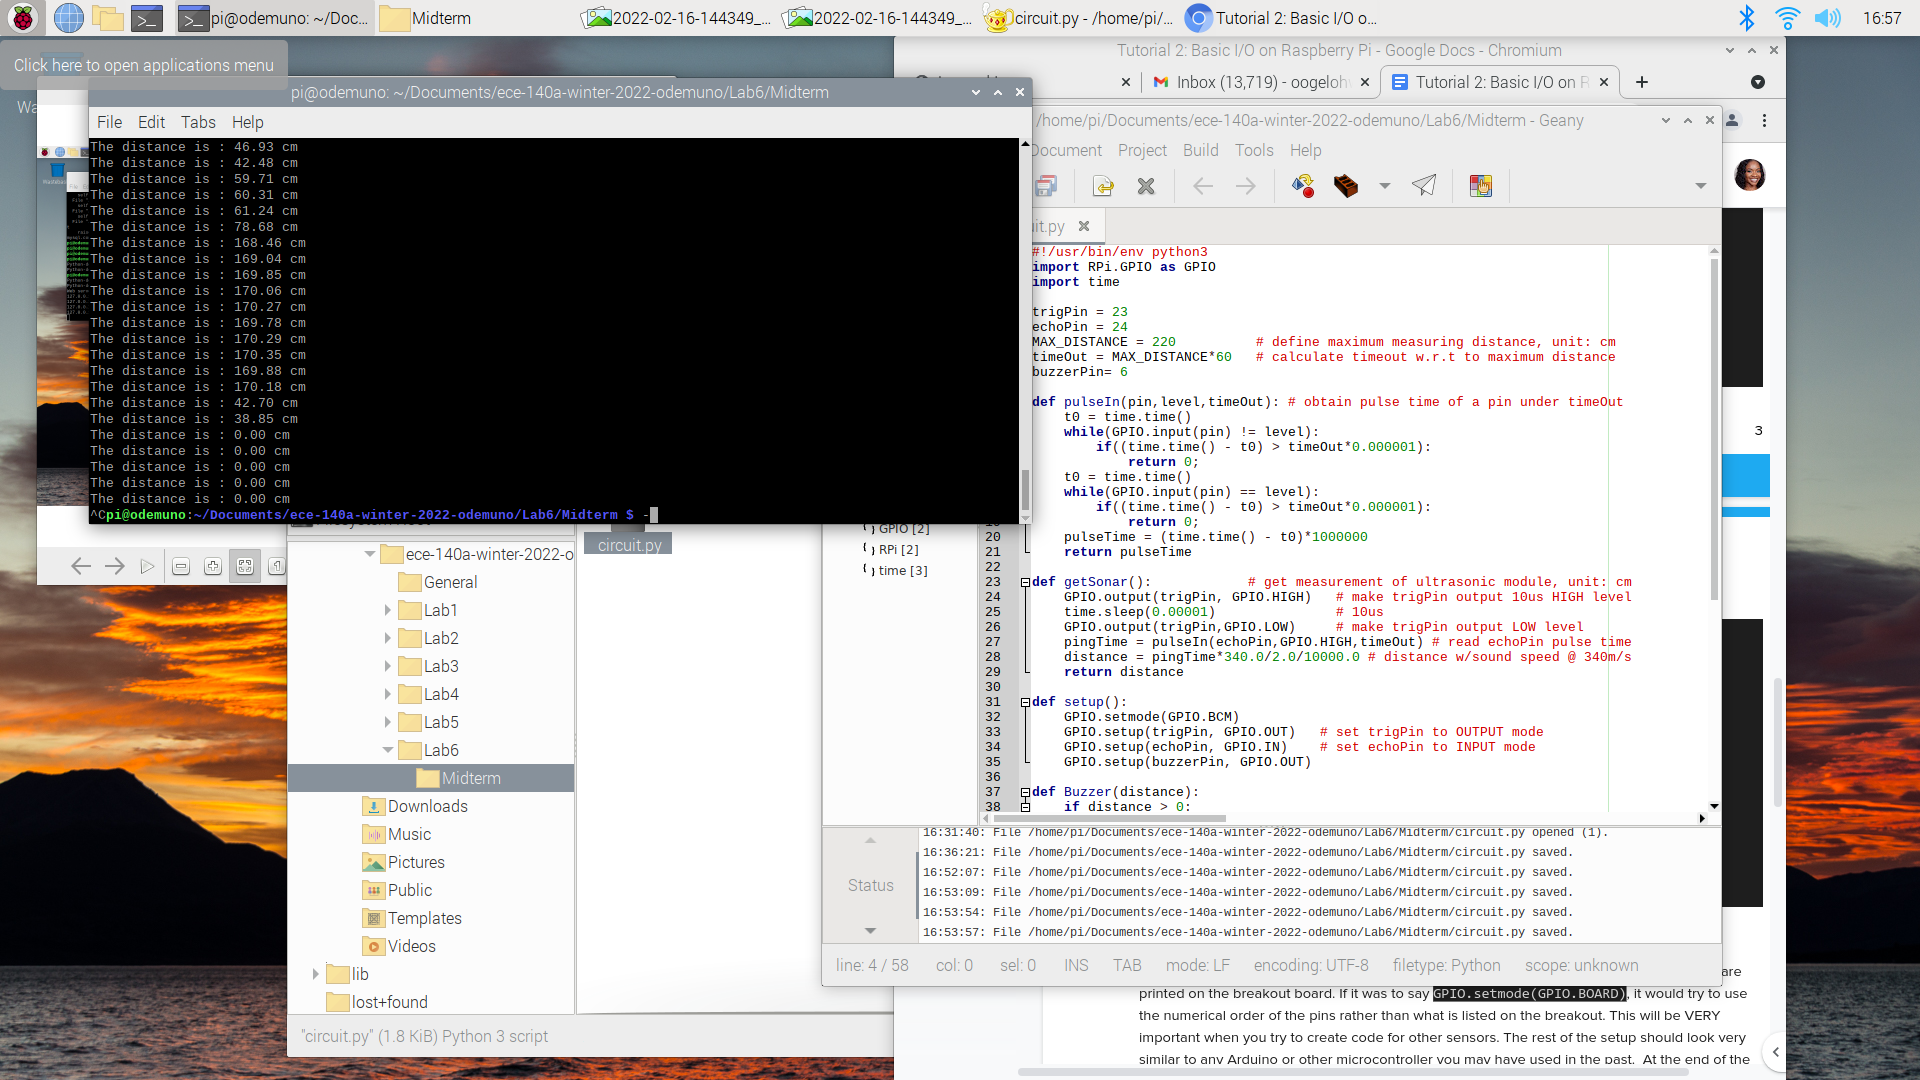 pi@odemuno: ~/Doc...
Midterm
2022-02-16-144349_...
2022-02-16-144349_...
circuit.py - /home/pi/...
Tutorial 2: Basic I/O o...
16:57
Click here to open applications menu
Tutorial 2: Basic I/O on Raspberry Pi - Google Docs - Chromium
Inbox (13,719) - oogeloh
Tutorial 2: Basic I/O on R
Wa
pi@odemuno: ~/Documents/ece-140a-winter-2022-odemuno/Lab6/Midterm
File Edit Tabs Help
The distance is : 46.93 cm
The distance is : 42.48 cm
The distance is : 59.71 cm
The distance is : 60.31 cm
The distance is : 61.24 cm
The distance is : 78.68 cm
The distance is : 168.46 cm
The distance is : 169.04 cm
The distance is : 169.85 cm
The distance is : 170.06 cm
The distance is : 170.27 cm
The distance is : 169.78 cm
The distance is : 170.29 cm
The distance is : 170.35 cm
The distance is : 169.88 cm
The distance is : 170.18 cm
The distance is : 42.70 cm
The distance is : 38.85 cm
The distance is : 0.00 cm
The distance is : 0.00 cm
The distance is : 0.00 cm
The distance is : 0.00 cm
The distance is : 0.00 cm
^Cpi@odemuno:~/Documents/ece-140a-winter-2022-odemuno/Lab6/Midterm $ -
/home/pi/Documents/ece-140a-winter-2022-odemuno/Lab6/Midterm - Geany
Document Project Build Tools Help
it.py
#!/usr/bin/env python3
import RPi.GPIO as GPIO
import time
trigPin = 23
echoPin = 24
MAX_DISTANCE = 220 # define maximum measuring distance, unit: cm
timeOut = MAX_DISTANCE*60 # calculate timeout w.r.t to maximum distance
buzzerPin= 6
def pulseIn(pin,level,timeOut): # obtain pulse time of a pin under timeOut
t0 = time.time()
while(GPIO.input(pin) != level):
if((time.time() - t0) > timeOut*0.000001):
return 0;
t0 = time.time()
while(GPIO.input(pin) == level):
if((time.time() - t0) > timeOut*0.000001):
return 0;
20 pulseTime = (time.time() - t0)*1000000
21 return pulseTime
22
23 def getSonar(): # get measurement of ultrasonic module, unit: cm
24 GPIO.output(trigPin, GPIO.HIGH) # make trigPin output 10us HIGH level
25 time.sleep(0.00001) # 10us
26 GPIO.output(trigPin,GPIO.LOW) # make trigPin output LOW level
27 pingTime = pulseIn(echoPin,GPIO.HIGH,timeOut) # read echoPin pulse time
28 distance = pingTime*340.0/2.0/10000.0 # distance w/sound speed @ 340m/s
29 return distance
30
31 def setup():
32 GPIO.setmode(GPIO.BCM)
33 GPIO.setup(trigPin, GPIO.OUT) # set trigPin to OUTPUT mode
34 GPIO.setup(echoPin, GPIO.IN) # set echoPin to INPUT mode
35 GPIO.setup(buzzerPin, GPIO.OUT)
36
37 def Buzzer(distance):
38 if distance > 0:
GPIO [2]
RPi [2]
time [3]
3
circuit.py
ece-140a-winter-2022-o
General
Lab1
Lab2
Lab3
Lab4
Lab5
Lab6
Midterm
Downloads
Music
Pictures
Public
Templates
Videos
lib
lost+found
"circuit.py" (1.8 KiB) Python 3 script
Status
16:31:40: File /home/pi/Documents/ece-140a-winter-2022-odemuno/Lab6/Midterm/circuit.py opened (1).
16:36:21: File /home/pi/Documents/ece-140a-winter-2022-odemuno/Lab6/Midterm/circuit.py saved.
16:52:07: File /home/pi/Documents/ece-140a-winter-2022-odemuno/Lab6/Midterm/circuit.py saved.
16:53:09: File /home/pi/Documents/ece-140a-winter-2022-odemuno/Lab6/Midterm/circuit.py saved.
16:53:54: File /home/pi/Documents/ece-140a-winter-2022-odemuno/Lab6/Midterm/circuit.py saved.
16:53:57: File /home/pi/Documents/ece-140a-winter-2022-odemuno/Lab6/Midterm/circuit.py saved.
line: 4 / 58 col: 0 sel: 0 INS TAB mode: LF encoding: UTF-8 filetype: Python scope: unknown
are
printed on the breakout board. If it was to say GPIO.setmode(GPIO.BOARD), it would try to use
the numerical order of the pins rather than what is listed on the breakout. This will be VERY
important when you try to create code for other sensors. The rest of the setup should look very
similar to any Arduino or other microcontroller you may have used in the past. At the end of the